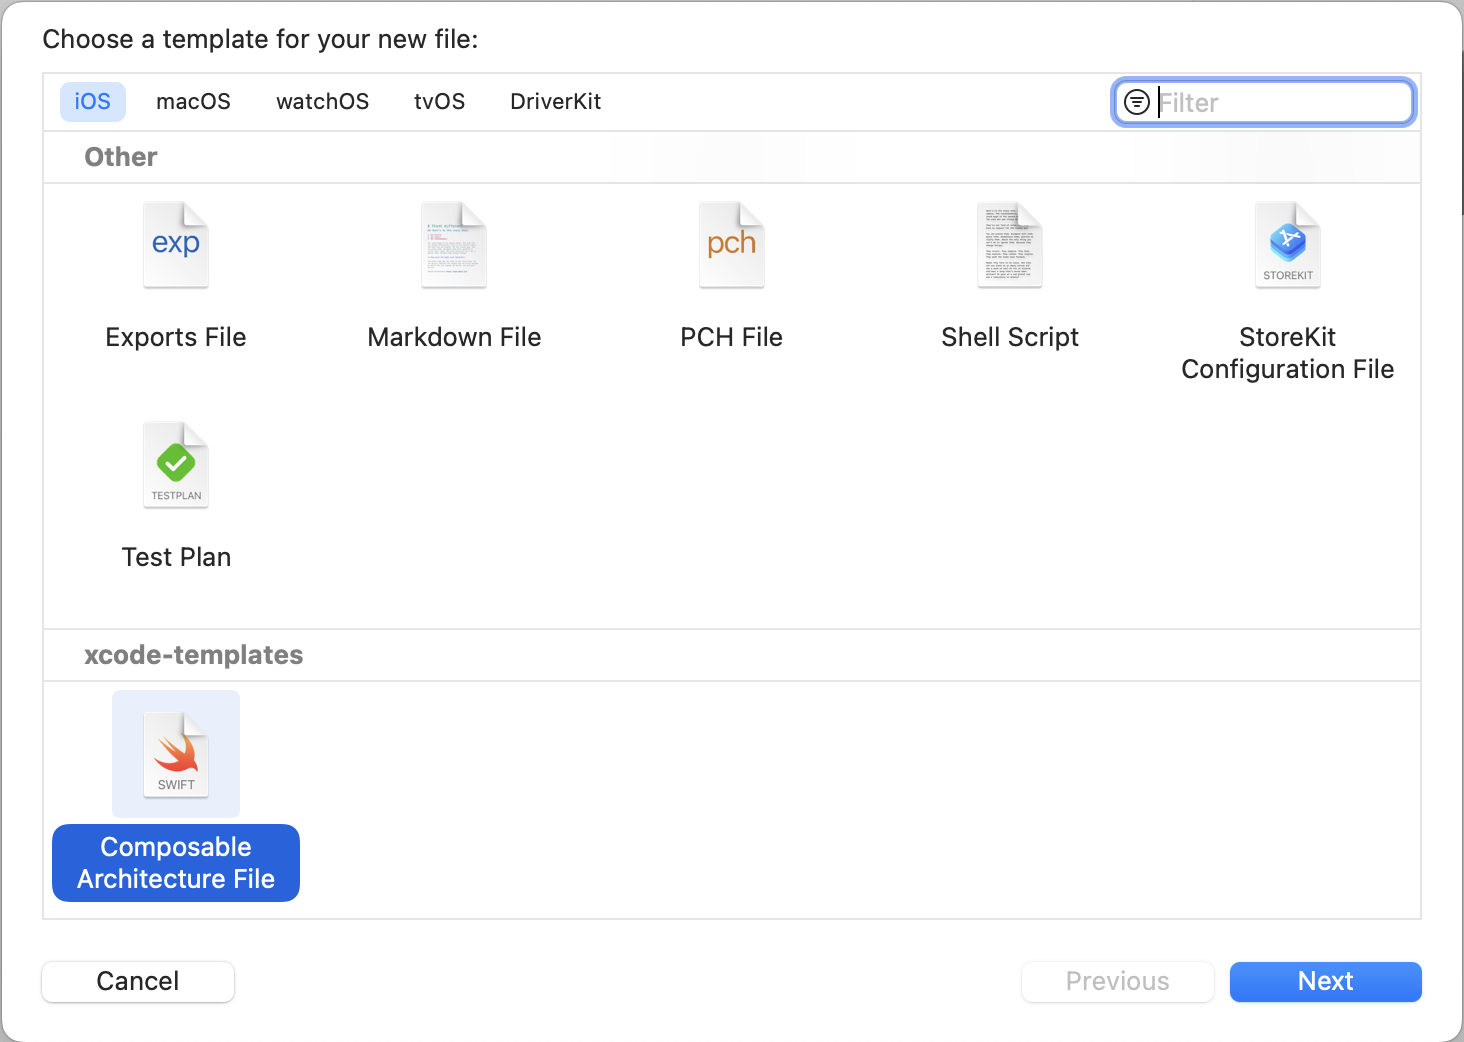 Choose a template for your new file:
iOS macOS watchOS tvOS DriverKit Filter
Other
exp
pch
STOREKIT
Exports File Markdown File PCH File Shell Script StoreKit
Configuration File
TESTPLAN
Test Plan
xcode-templates
SWIFT
Composable
Architecture File
Cancel Previous Next